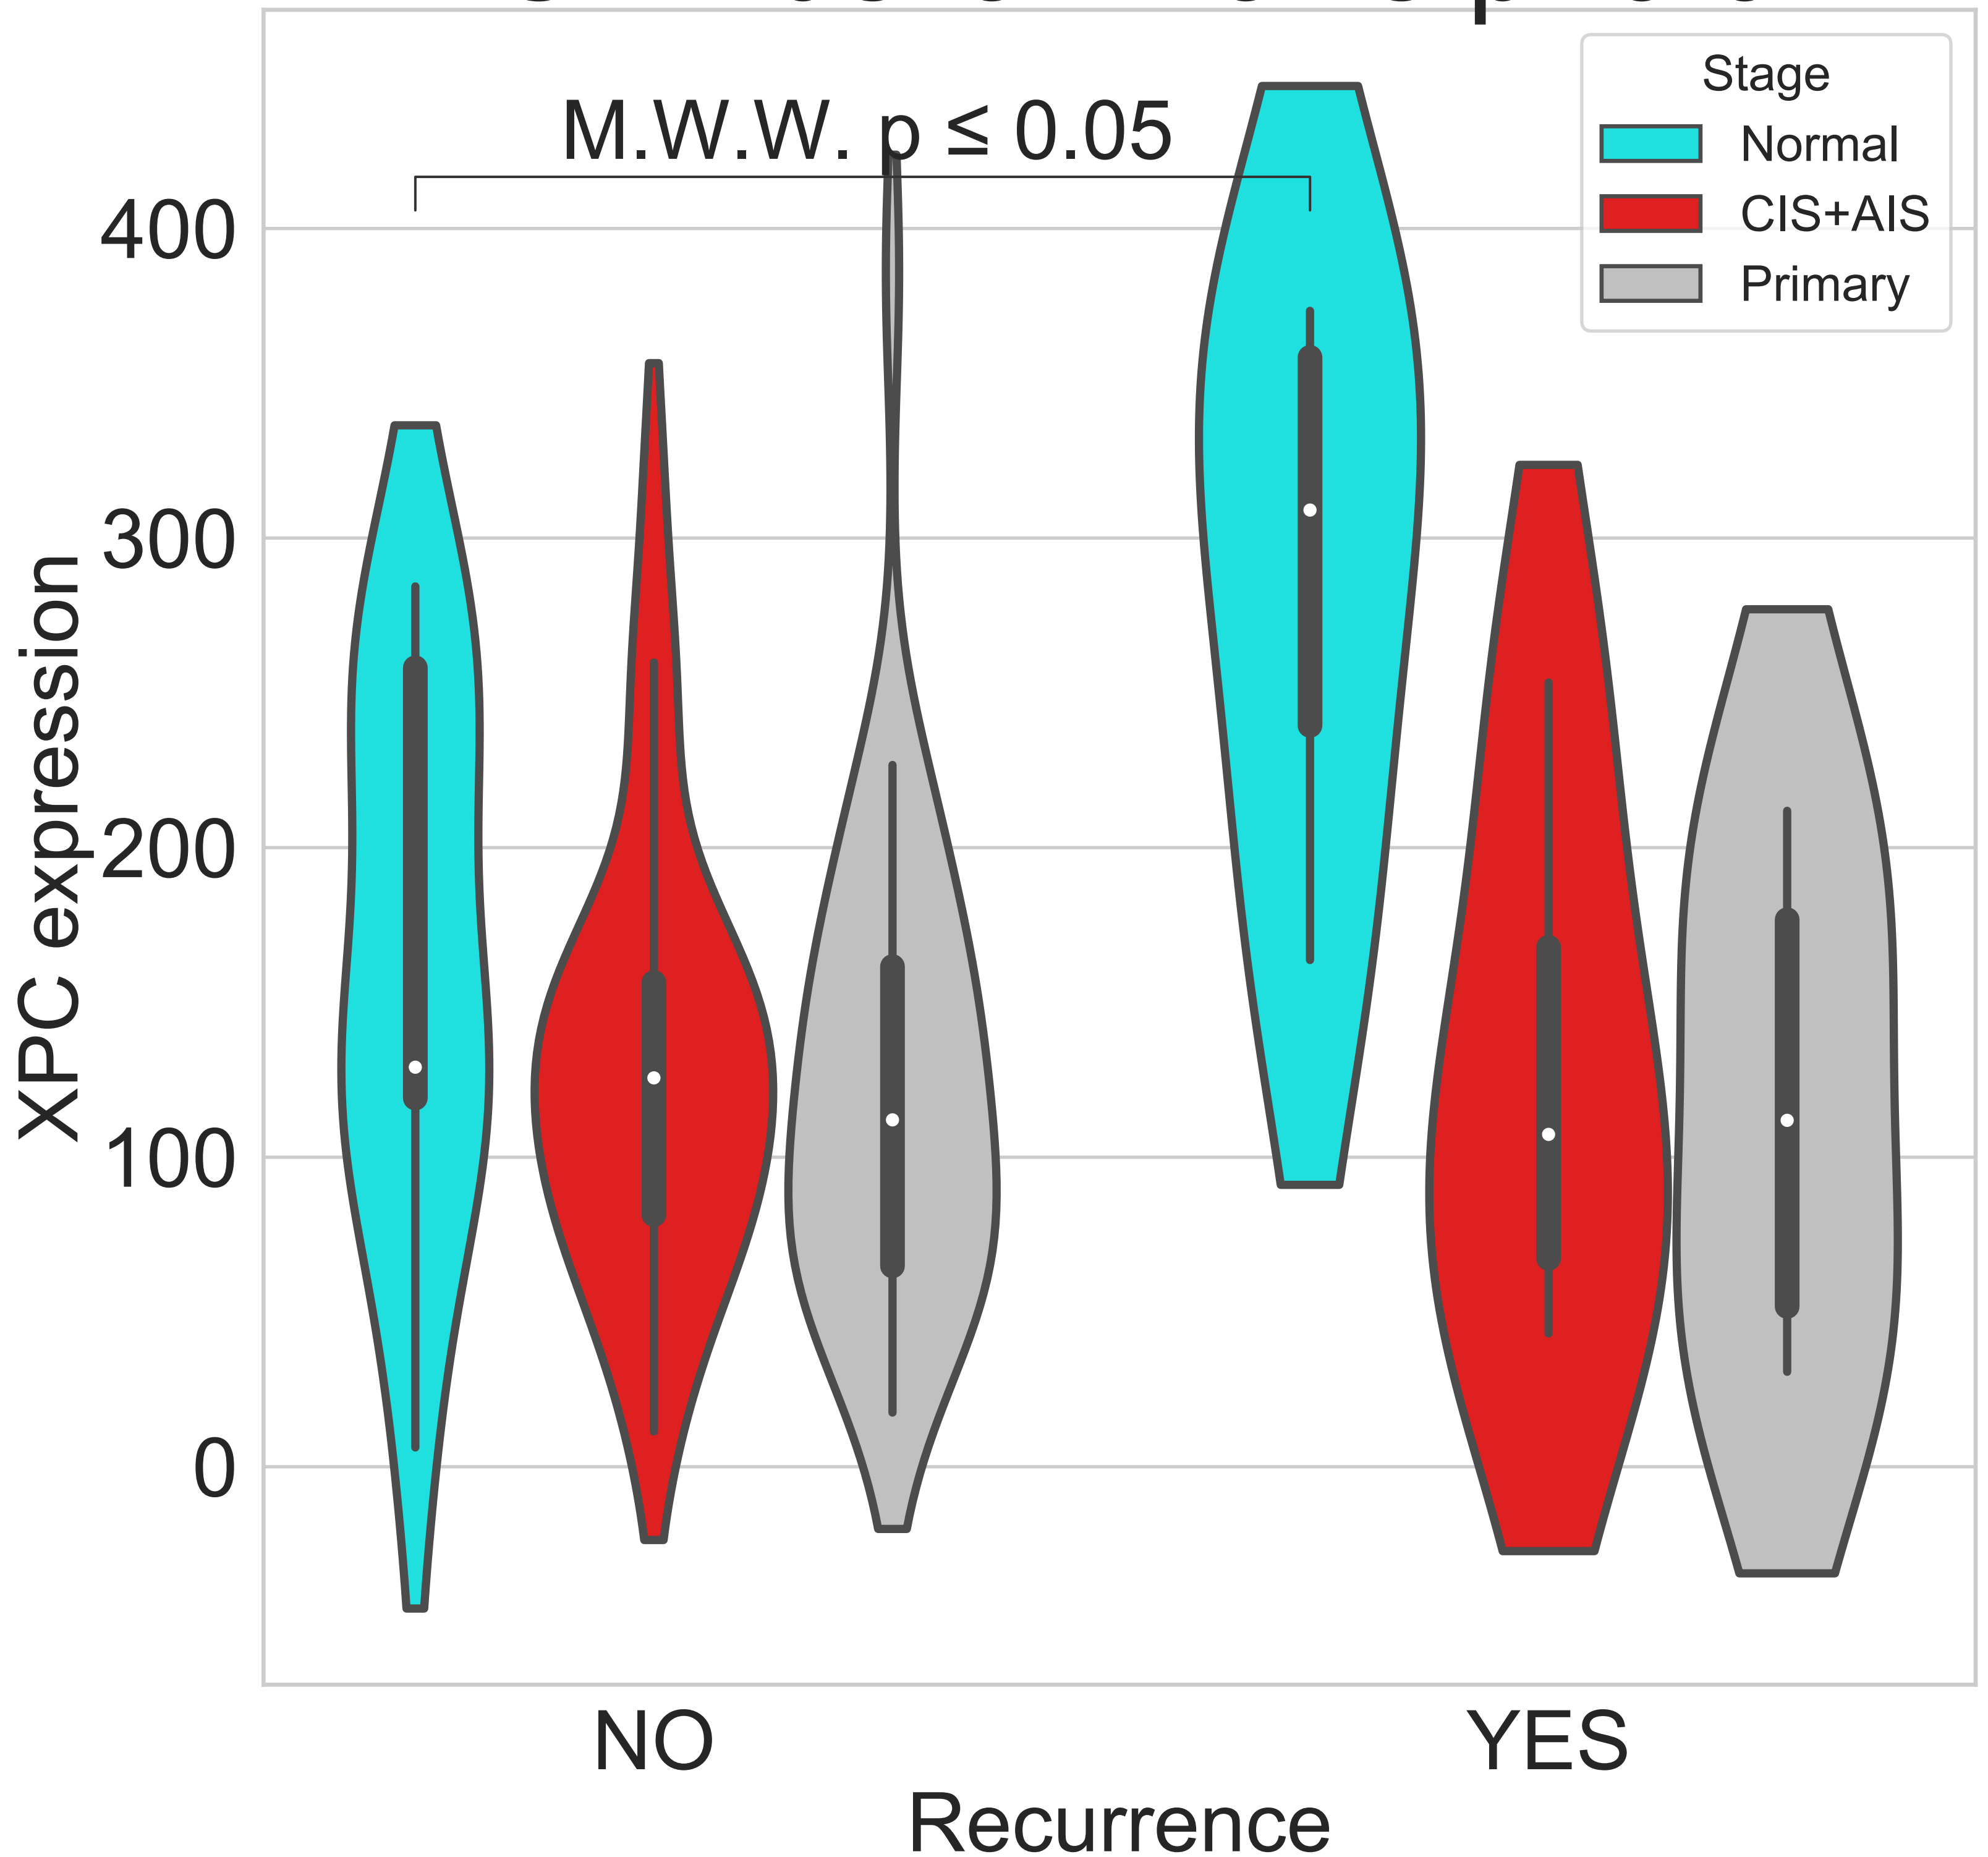 M.W.W. p ≤ 0.05
Stage
Normal
CIS+AIS
Primary
XPC expression
400
300
200
100
0
NO
YES
Recurrence